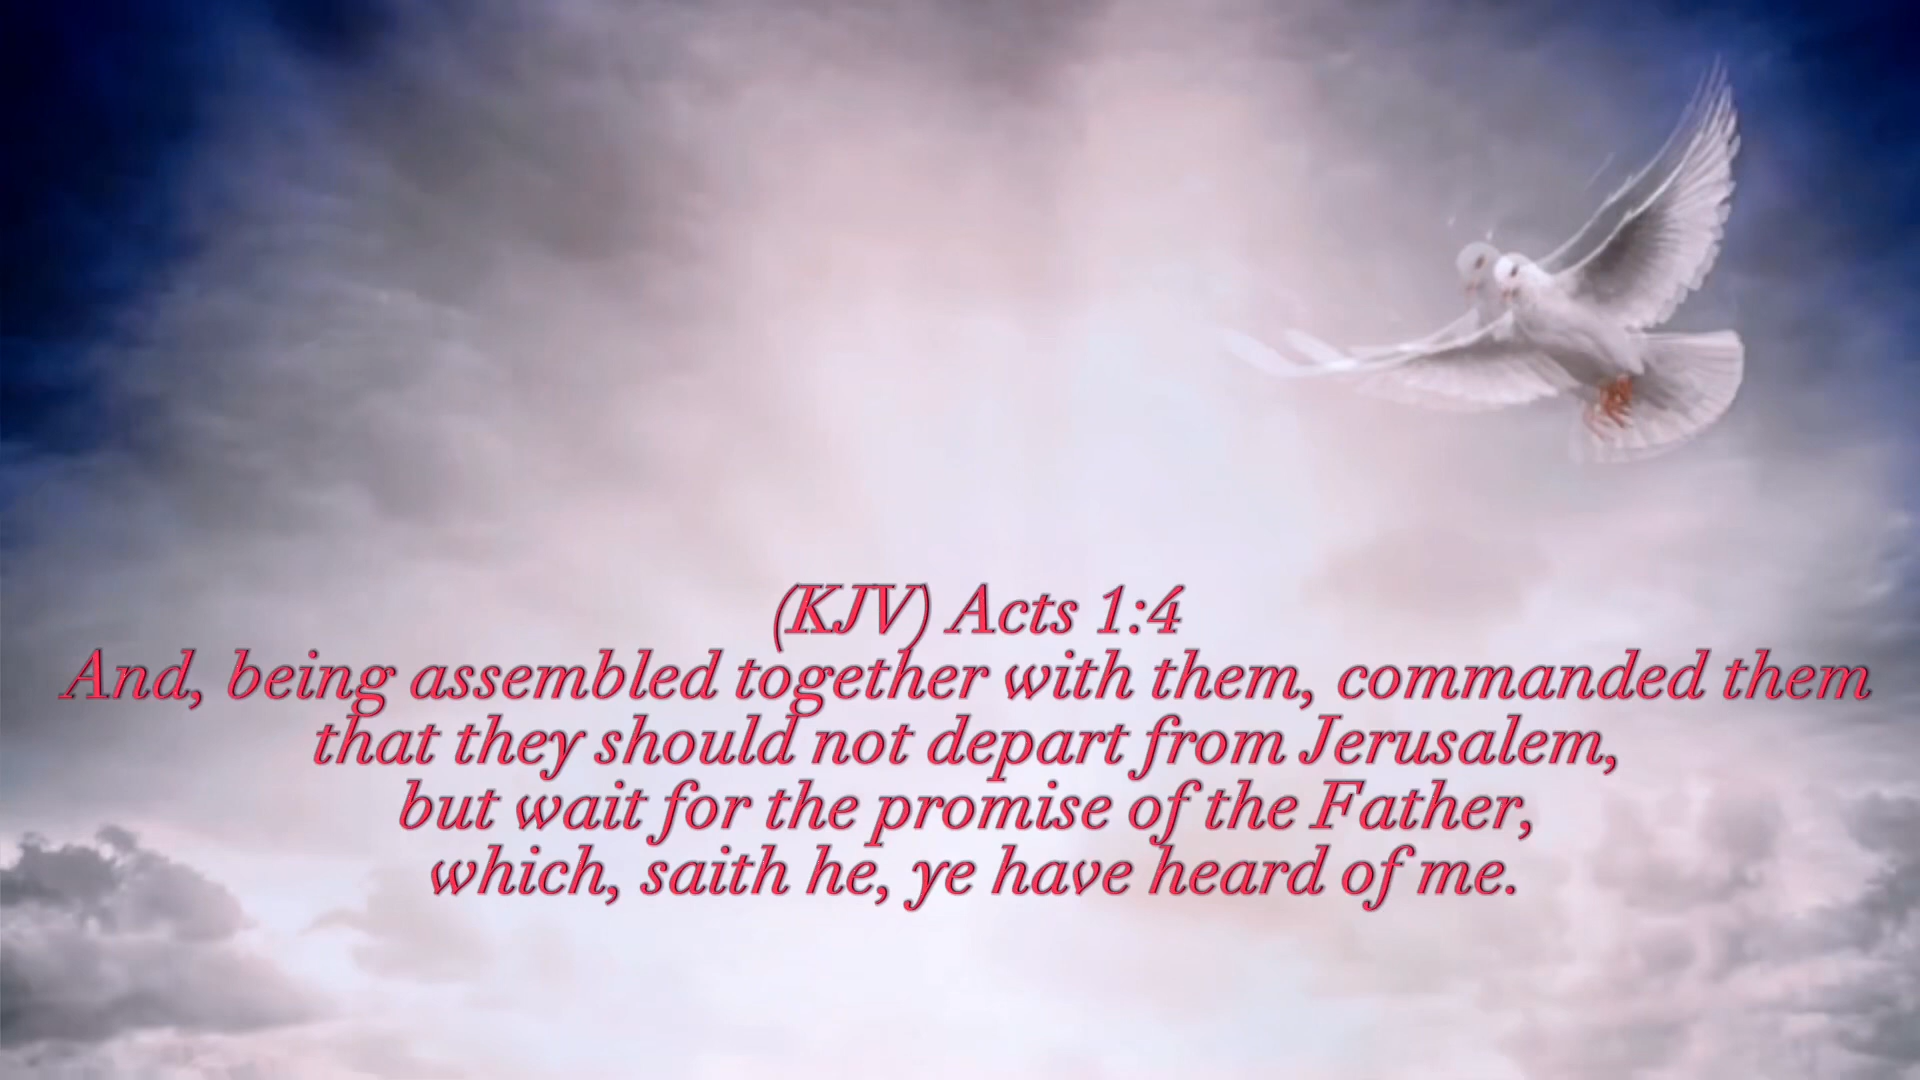 (KJV) Acts 1:4
And, being assembled together with them, commanded them
that they should not depart from Jerusalem,
but wait for the promise of the Father,
which, saith he, ye have heard of me.